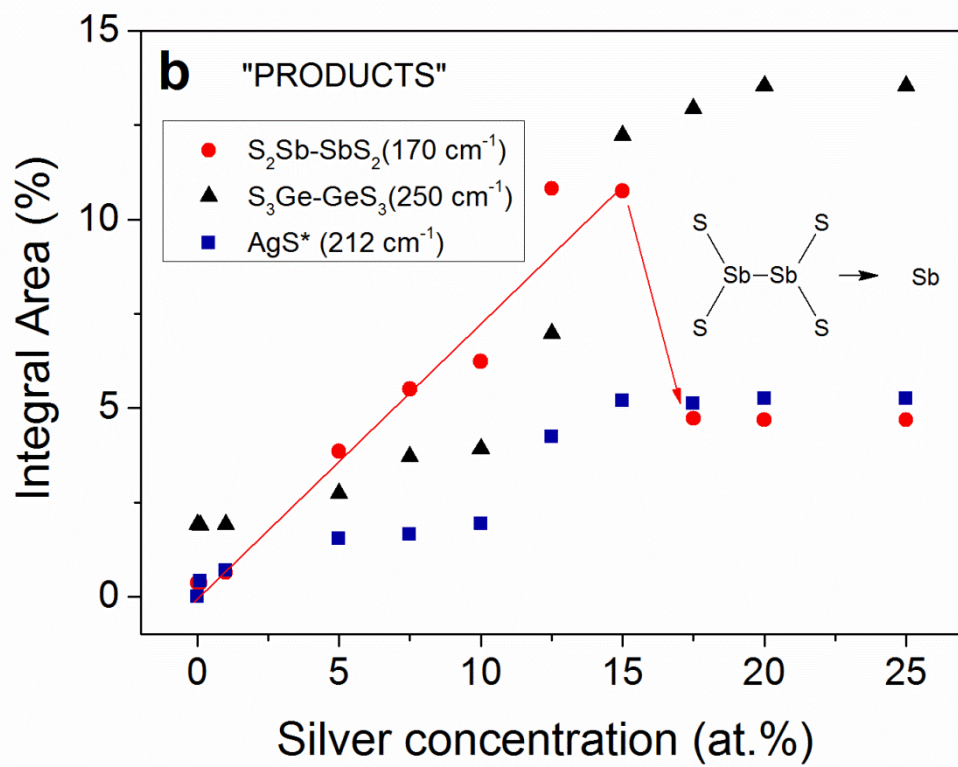 b "PRODUCTS"
S₂Sb-SbS₂(170 cm⁻¹)
S₃Ge-GeS₃(250 cm⁻¹)
AgS* (212 cm⁻¹)
Integral Area (%)
15
10
5
0
S S
Sb Sb Sb
S S
0 5 10 15 20 25
Silver concentration (at.%)